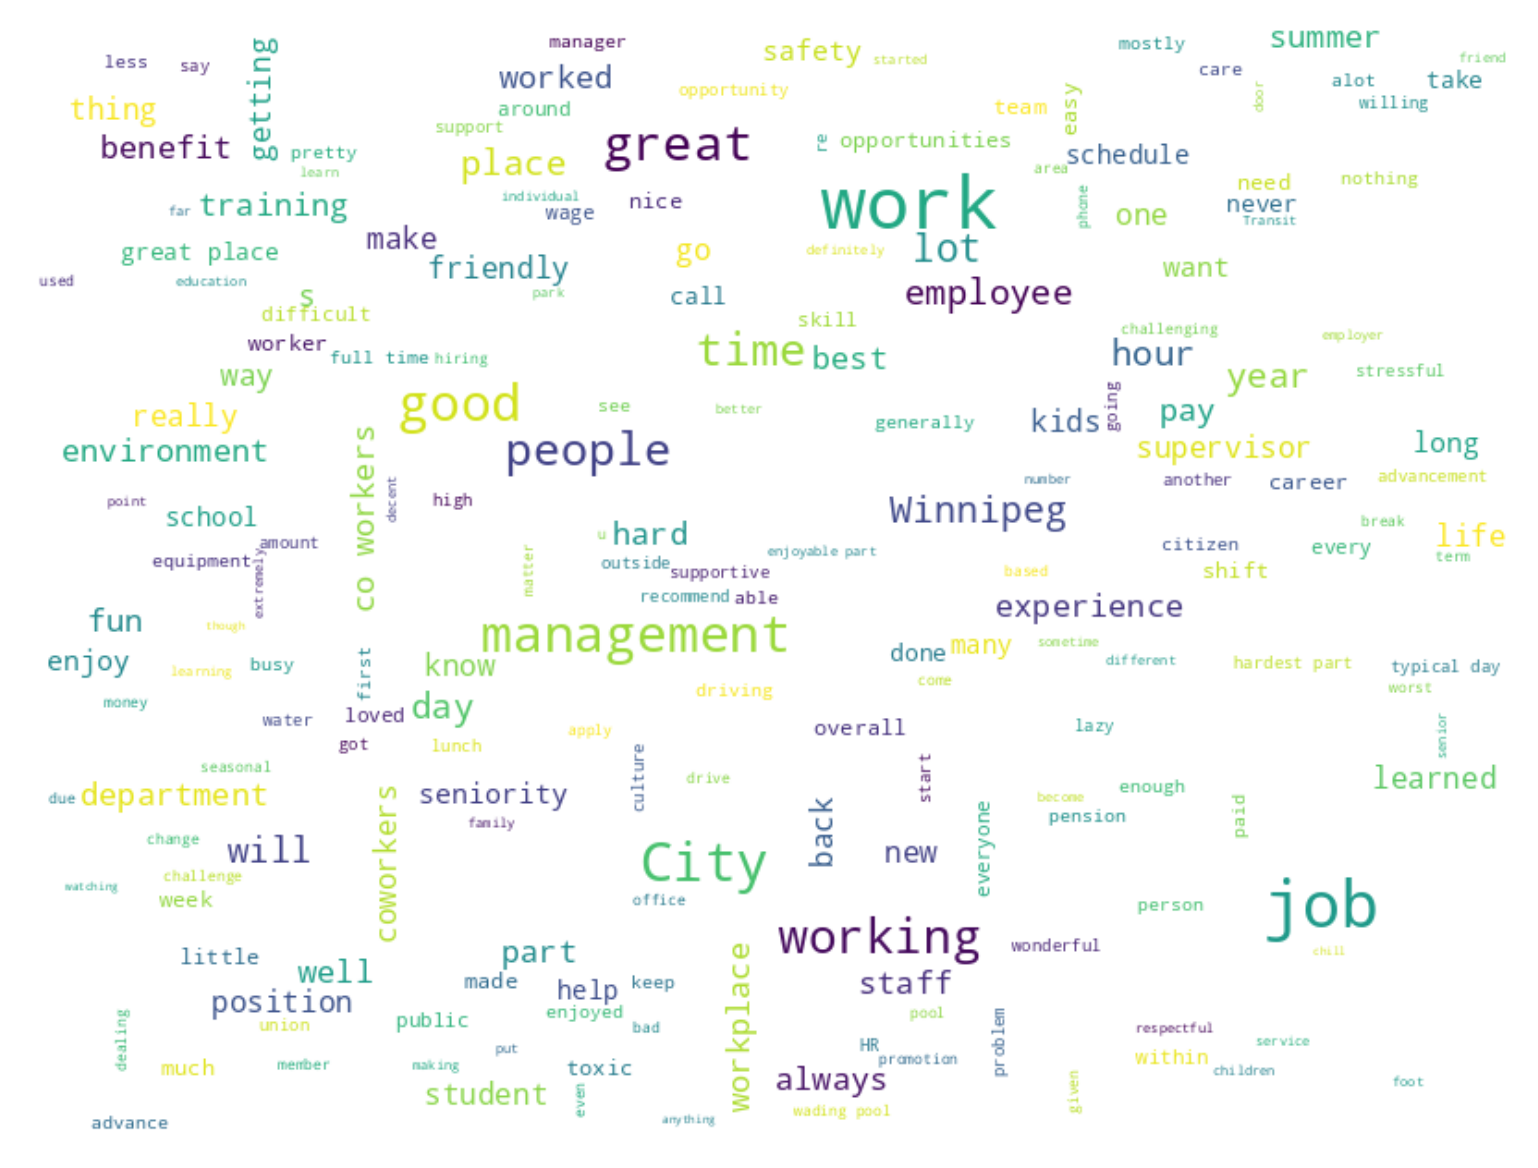 manager
safety
summer
mostly
started
friend
less
say
getting
worked
care
alot
take
opportunity
around
thing
team
easy
door
willing
support
great
re
opportunities
benefit
pretty
place
schedule
learn
area
nothing
need
individual
work
phone
one
never
Transit
far
training
wage
nice
make
go
definitely
lot
great place
friendly
want
used
education
park
call
employee
s
difficult
skill
challenging
employer
worker
full time
hiring
time
best
hour
way
year
stressful
good
see
better
going
pay
really
generally
kids
environment
people
supervisor
long
co workers
decent
point
high
number
another
career
advancement
school
Winnipeg
break
life
amount
u
hard
enjoyable part
citizen
every
term
equipment
extremely
matter
outside
supportive
based
shift
recommend
able
experience
fun
though
management
sometime
enjoy
learning
busy
first
know
done
many
different
hardest part
typical day
come
worst
money
driving
water
loved
day
overall
lazy
senior
got
lunch
apply
seasonal
culture
drive
start
enough
learned
due
department
coworkers
seniority
become
pension
paid
family
back
everyone
change
will
City
new
challenge
watching
week
office
person
job
working
wonderful
chill
little
well
part
workplace
made
help
keep
staff
position
enjoyed
pool
problem
dealing
union
public
bad
respectful
HR
promotion
within
service
children
put
much
member
making
toxic
always
foot
student
even
given
wading pool
advance
anything